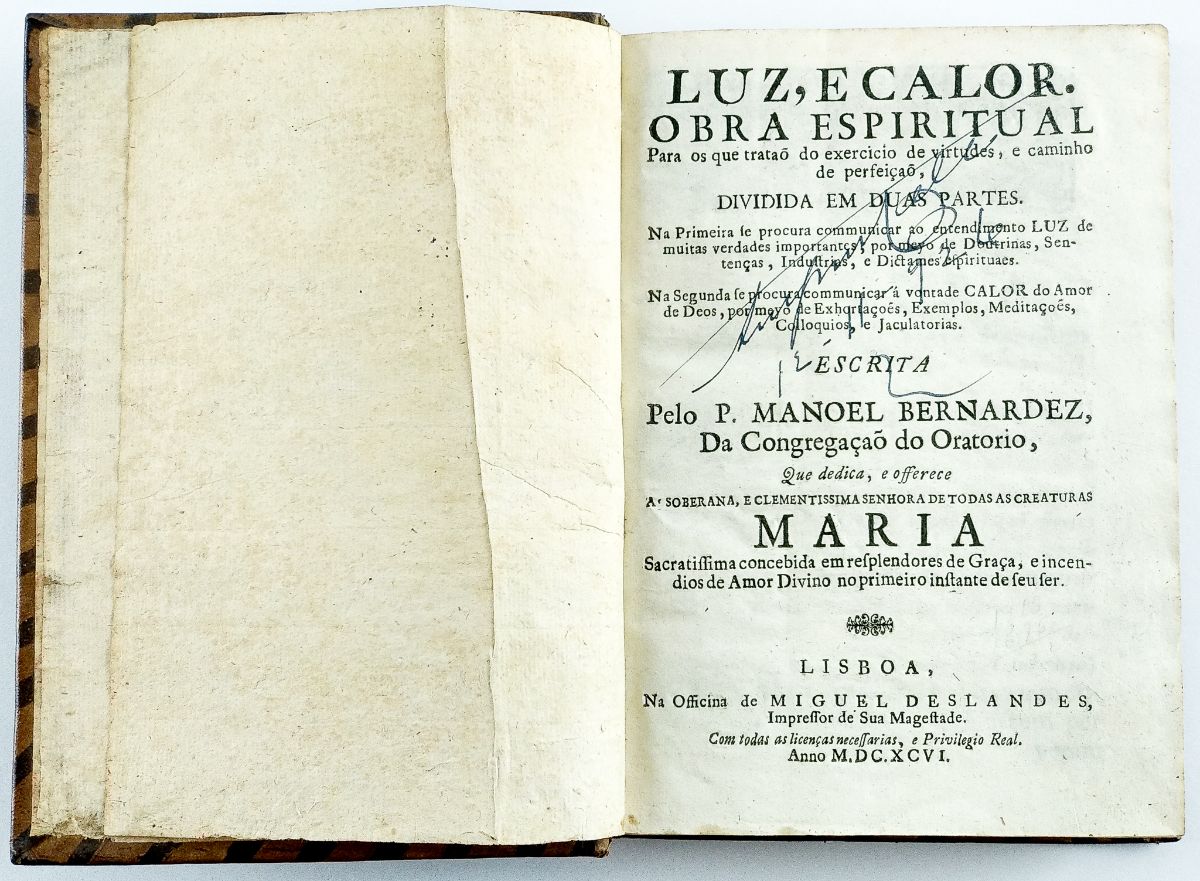 LUZ, E CALOR.
OBRA ESPIRITUAL
Para os que trataõ do exercicio de virtudes, e caminho
de perfeiçaõ,
DIVIDIDA EM DUAS PARTES.
Na Primeira ſe procura communicar ao entendimento LUZ de
muitas verdades importantes, por meyo de Doutrinas, Sen-
tenças, Induſtrias, e Dictames eſpirituaes.
Na Segunda ſe procura communicar á vontade CALOR do Amor
de Deos, por meyo de Exhortaçoẽs, Exemplos, Meditaçoẽs,
Colloquios, e Jaculatorias.
ESCRITA
Pelo P. MANOEL BERNARDEZ,
Da Congregaçaõ do Oratorio,
Que dedica, e offerece
A' SOBERANA, E CLEMENTISSIMA SENHORA DE TODAS AS CREATURAS
MARIA
Sacratiſſima concebida em reſplendores de Graça, e incen-
dios de Amor Divino no primeiro inſtante de ſeu ſer.
LISBOA,
Na Officina de MIGUEL DESLANDES,
Impreſſor de Sua Mageſtade.
Com todas as licenças neceſſarias, e Privilegio Real.
Anno M.DC.XCVI.